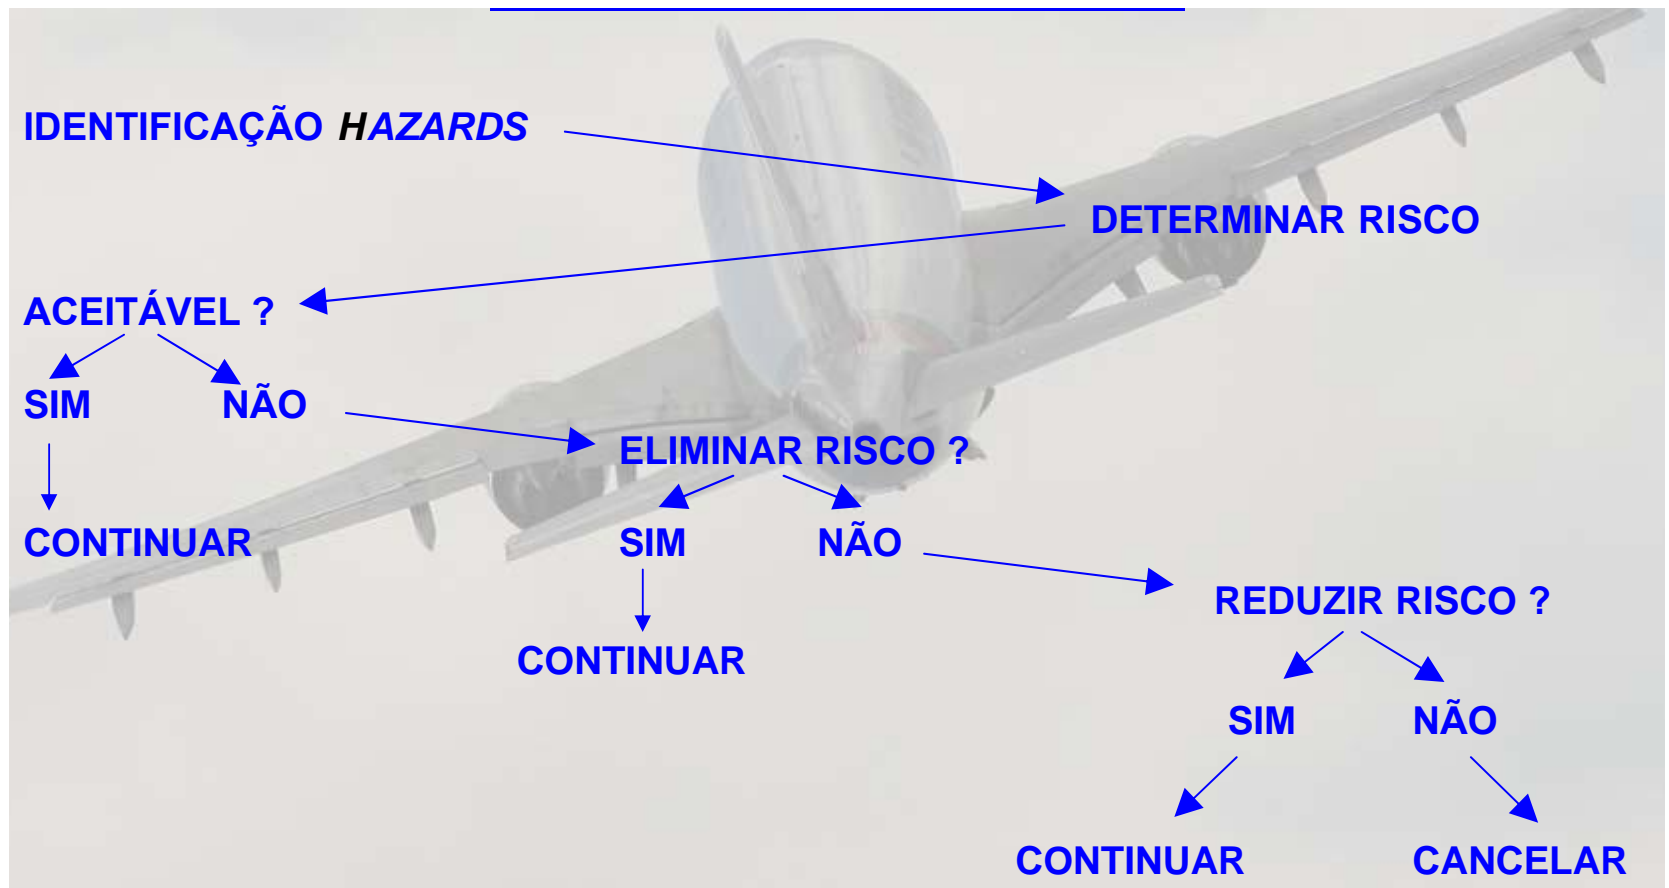 IDENTIFICAÇÃO HAZARDS
DETERMINAR RISCO
ACEITÁVEL ?
SIM NÃO
ELIMINAR RISCO ?
CONTINUAR
SIM NÃO
REDUZIR RISCO ?
CONTINUAR
SIM NÃO
CONTINUAR CANCELAR